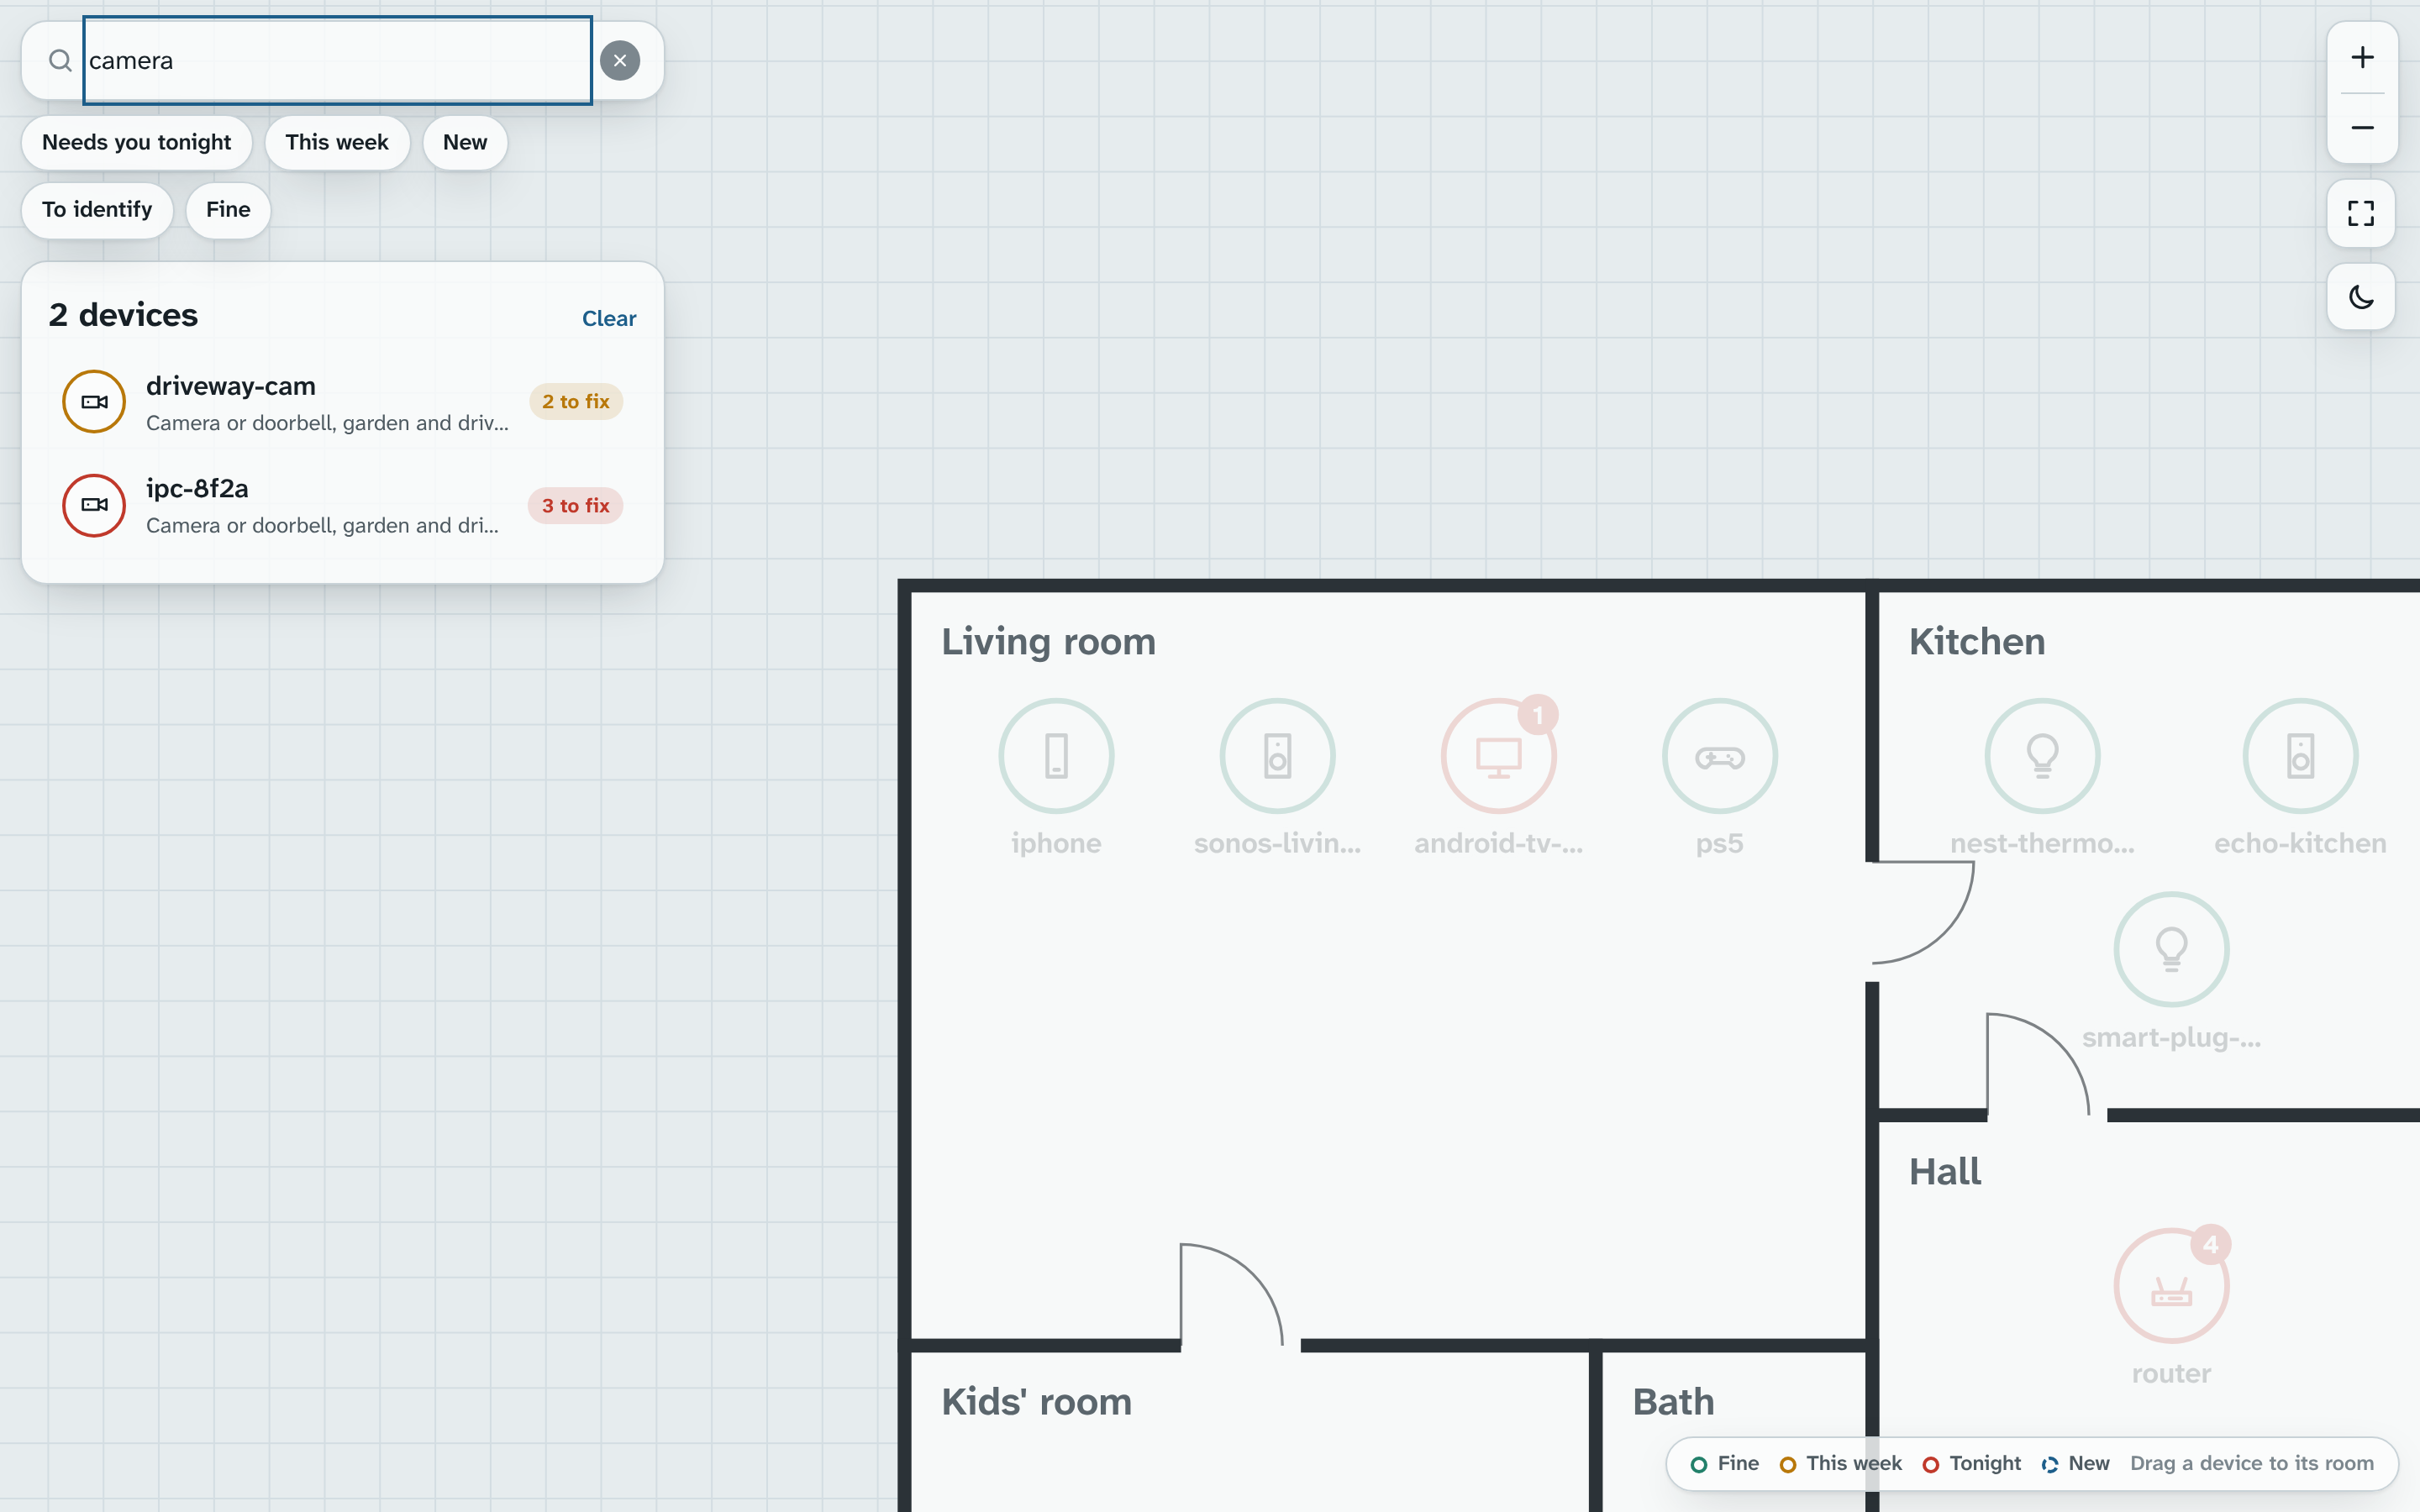 camera
Needs you tonight
This week
New
To identify
Fine
2 devices
Clear
driveway-cam
Camera or doorbell, garden and driv...
2 to fix
ipc-8f2a
Camera or doorbell, garden and dri...
3 to fix
Living room
Kitchen
1
iphone
sonos-livin...
android-tv-...
ps5
nest-thermo...
echo-kitchen
smart-plug-...
Hall
4
router
Kids' room
Bath
Fine
This week
Tonight
New
Drag a device to its room